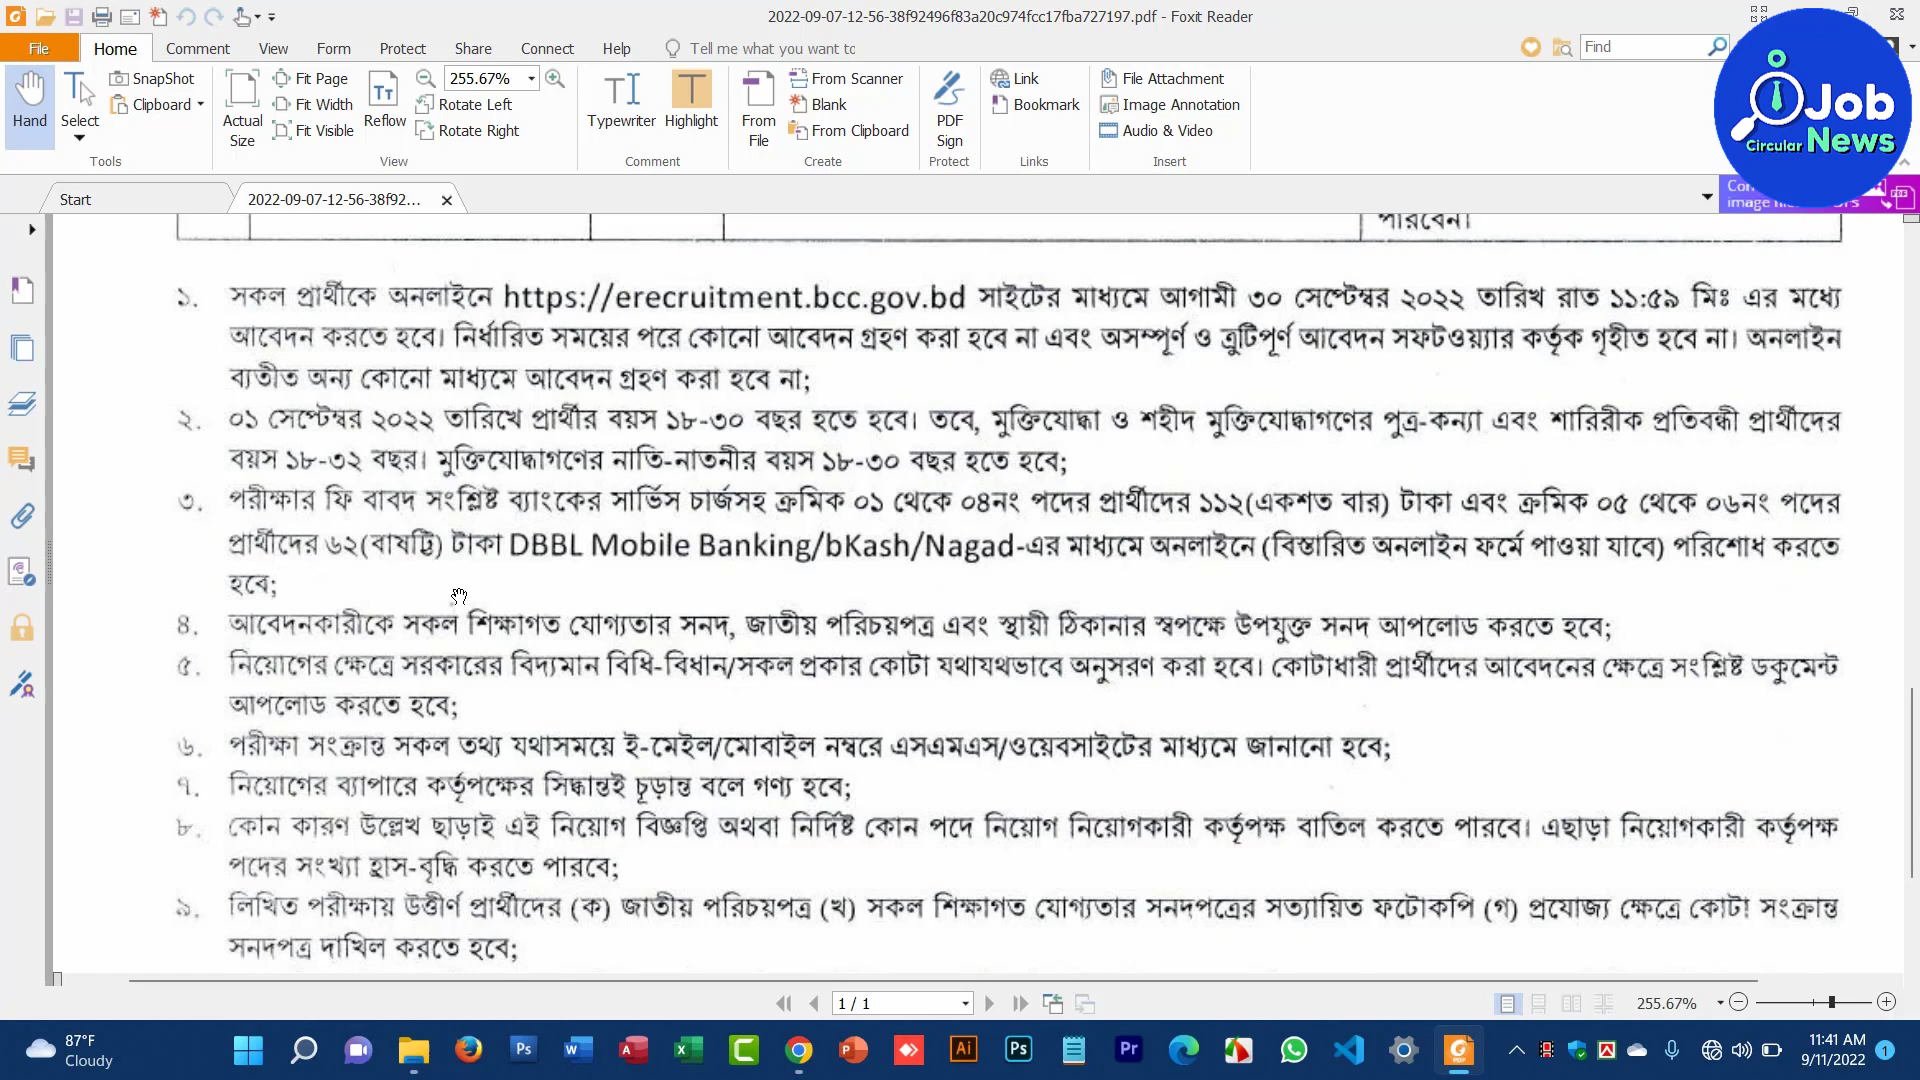 2022-09-07-12-56-38f92496f83a20c974fcc17fba727197.pdf - Foxit Reader
File Home Comment View Form Protect Share Connect Help Tell me what you want to Find
Hand Select SnapShot Clipboard Actual Size Fit Page Fit Width Fit Visible Reflow 255.67% Rotate Left Rotate Right Typewriter Highlight From File From Scanner Blank From Clipboard PDF Sign Link Bookmark File Attachment Image Annotation Audio & Video
Tools View Comment Create Protect Links Insert
Job
Circular News
Start 2022-09-07-12-56-38f92...
পারবেন।
১. সকল প্রার্থীকে অনলাইনে https://erecruitment.bcc.gov.bd সাইটের মাধ্যমে আগামী ৩০ সেপ্টেম্বর ২০২২ তারিখ রাত ১১:৫৯ মিঃ এর মধ্যে
আবেদন করতে হবে। নির্ধারিত সময়ের পরে কোনো আবেদন গ্রহণ করা হবে না এবং অসম্পূর্ণ ও ত্রুটিপূর্ণ আবেদন সফটওয়্যার কর্তৃক গৃহীত হবে না। অনলাইন
ব্যতীত অন্য কোনো মাধ্যমে আবেদন গ্রহণ করা হবে না;
২. ০১ সেপ্টেম্বর ২০২২ তারিখে প্রার্থীর বয়স ১৮-৩০ বছর হতে হবে। তবে, মুক্তিযোদ্ধা ও শহীদ মুক্তিযোদ্ধাগণের পুত্র-কন্যা এবং শারিরীক প্রতিবন্ধী প্রার্থীদের
বয়স ১৮-৩২ বছর। মুক্তিযোদ্ধাগণের নাতি-নাতনীর বয়স ১৮-৩০ বছর হতে হবে;
৩. পরীক্ষার ফি বাবদ সংশ্লিষ্ট ব্যাংকের সার্ভিস চার্জসহ ক্রমিক ০১ থেকে ০৪নং পদের প্রার্থীদের ১১২(একশত বার) টাকা এবং ক্রমিক ০৫ থেকে ০৬নং পদের
প্রার্থীদের ৬২(বাষট্টি) টাকা DBBL Mobile Banking/bKash/Nagad-এর মাধ্যমে অনলাইনে (বিস্তারিত অনলাইন ফর্মে পাওয়া যাবে) পরিশোধ করতে
হবে;
৪. আবেদনকারীকে সকল শিক্ষাগত যোগ্যতার সনদ, জাতীয় পরিচয়পত্র এবং স্থায়ী ঠিকানার স্বপক্ষে উপযুক্ত সনদ আপলোড করতে হবে;
৫. নিয়োগের ক্ষেত্রে সরকারের বিদ্যমান বিধি-বিধান/সকল প্রকার কোটা যথাযথভাবে অনুসরণ করা হবে। কোটাধারী প্রার্থীদের আবেদনের ক্ষেত্রে সংশ্লিষ্ট ডকুমেন্ট
আপলোড করতে হবে;
৬. পরীক্ষা সংক্রান্ত সকল তথ্য যথাসময়ে ই-মেইল/মোবাইল নম্বরে এসএমএস/ওয়েবসাইটের মাধ্যমে জানানো হবে;
৭. নিয়োগের ব্যাপারে কর্তৃপক্ষের সিদ্ধান্তই চূড়ান্ত বলে গণ্য হবে;
৮. কোন কারণ উল্লেখ ছাড়াই এই নিয়োগ বিজ্ঞপ্তি অথবা নির্দিষ্ট কোন পদে নিয়োগ নিয়োগকারী কর্তৃপক্ষ বাতিল করতে পারবে। এছাড়া নিয়োগকারী কর্তৃপক্ষ
পদের সংখ্যা হ্রাস-বৃদ্ধি করতে পারবে;
৯. লিখিত পরীক্ষায় উত্তীর্ণ প্রার্থীদের (ক) জাতীয় পরিচয়পত্র (খ) সকল শিক্ষাগত যোগ্যতার সনদপত্রের সত্যায়িত ফটোকপি (গ) প্রযোজ্য ক্ষেত্রে কোটা সংক্রান্ত
সনদপত্র দাখিল করতে হবে;
1 / 1 255.67%
87°F
Cloudy
11:41 AM
9/11/2022
1